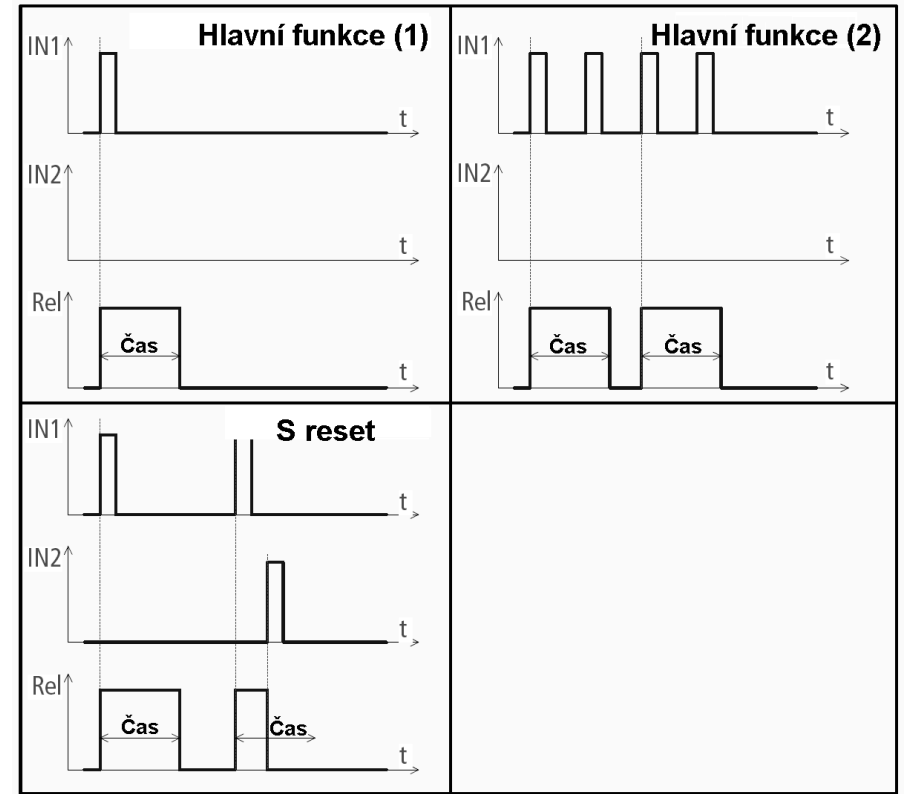 Hlavní funkce (1)
IN1
t
IN2
t
Rel
Čas
t
Hlavní funkce (2)
IN1
t
IN2
t
Rel
Čas
Čas
t
S reset
IN1
t
IN2
t
Rel
Čas
Čas
t